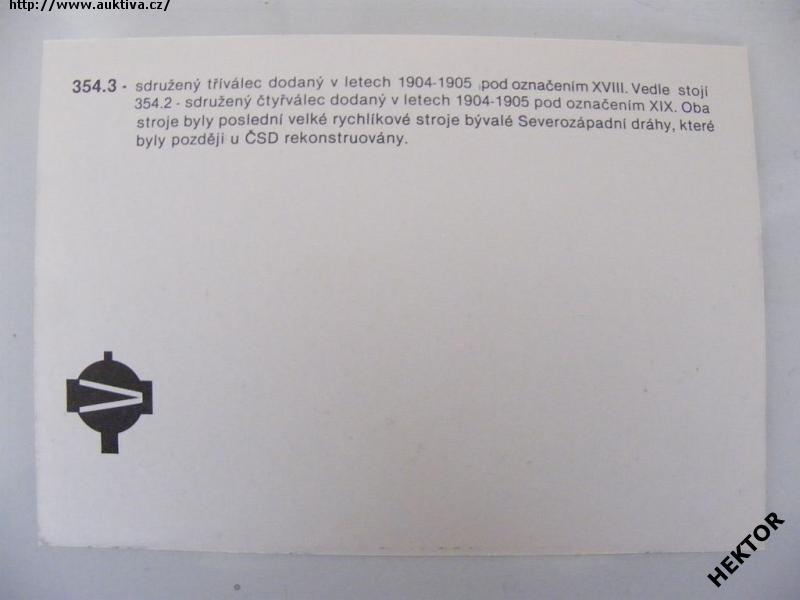 http://www.auktiva.cz/
354.3 - sdružený tříválec dodaný v letech 1904-1905 pod označením XVIII. Vedle stojí
354.2 - sdružený čtyřválec dodaný v letech 1904-1905 pod označením XIX. Oba
stroje byly poslední velké rychlíkové stroje bývalé Severozápadní dráhy, které
byly později u ČSD rekonstruovány.
HEKTOR